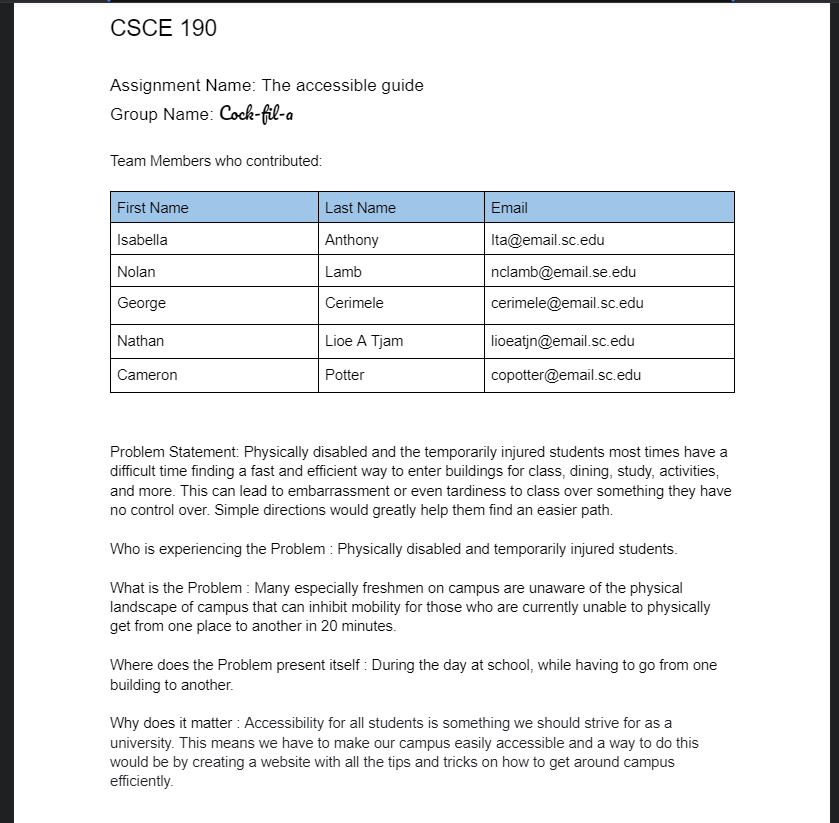 CSCE 190
Assignment Name: The accessible guide
Group Name: Cock-fil-a
Team Members who contributed:
First Name Last Name Email
Isabella Anthony lta@email.sc.edu
Nolan Lamb nclamb@email.se.edu
George Cerimele cerimele@email.sc.edu
Nathan Lioe A Tjam lioeatjn@email.sc.edu
Cameron Potter copotter@email.sc.edu
Problem Statement: Physically disabled and the temporarily injured students most times have a
difficult time finding a fast and efficient way to enter buildings for class, dining, study, activities,
and more. This can lead to embarrassment or even tardiness to class over something they have
no control over. Simple directions would greatly help them find an easier path.
Who is experiencing the Problem : Physically disabled and temporarily injured students.
What is the Problem : Many especially freshmen on campus are unaware of the physical
landscape of campus that can inhibit mobility for those who are currently unable to physically
get from one place to another in 20 minutes.
Where does the Problem present itself : During the day at school, while having to go from one
building to another.
Why does it matter : Accessibility for all students is something we should strive for as a
university. This means we have to make our campus easily accessible and a way to do this
would be by creating a website with all the tips and tricks on how to get around campus
efficiently.